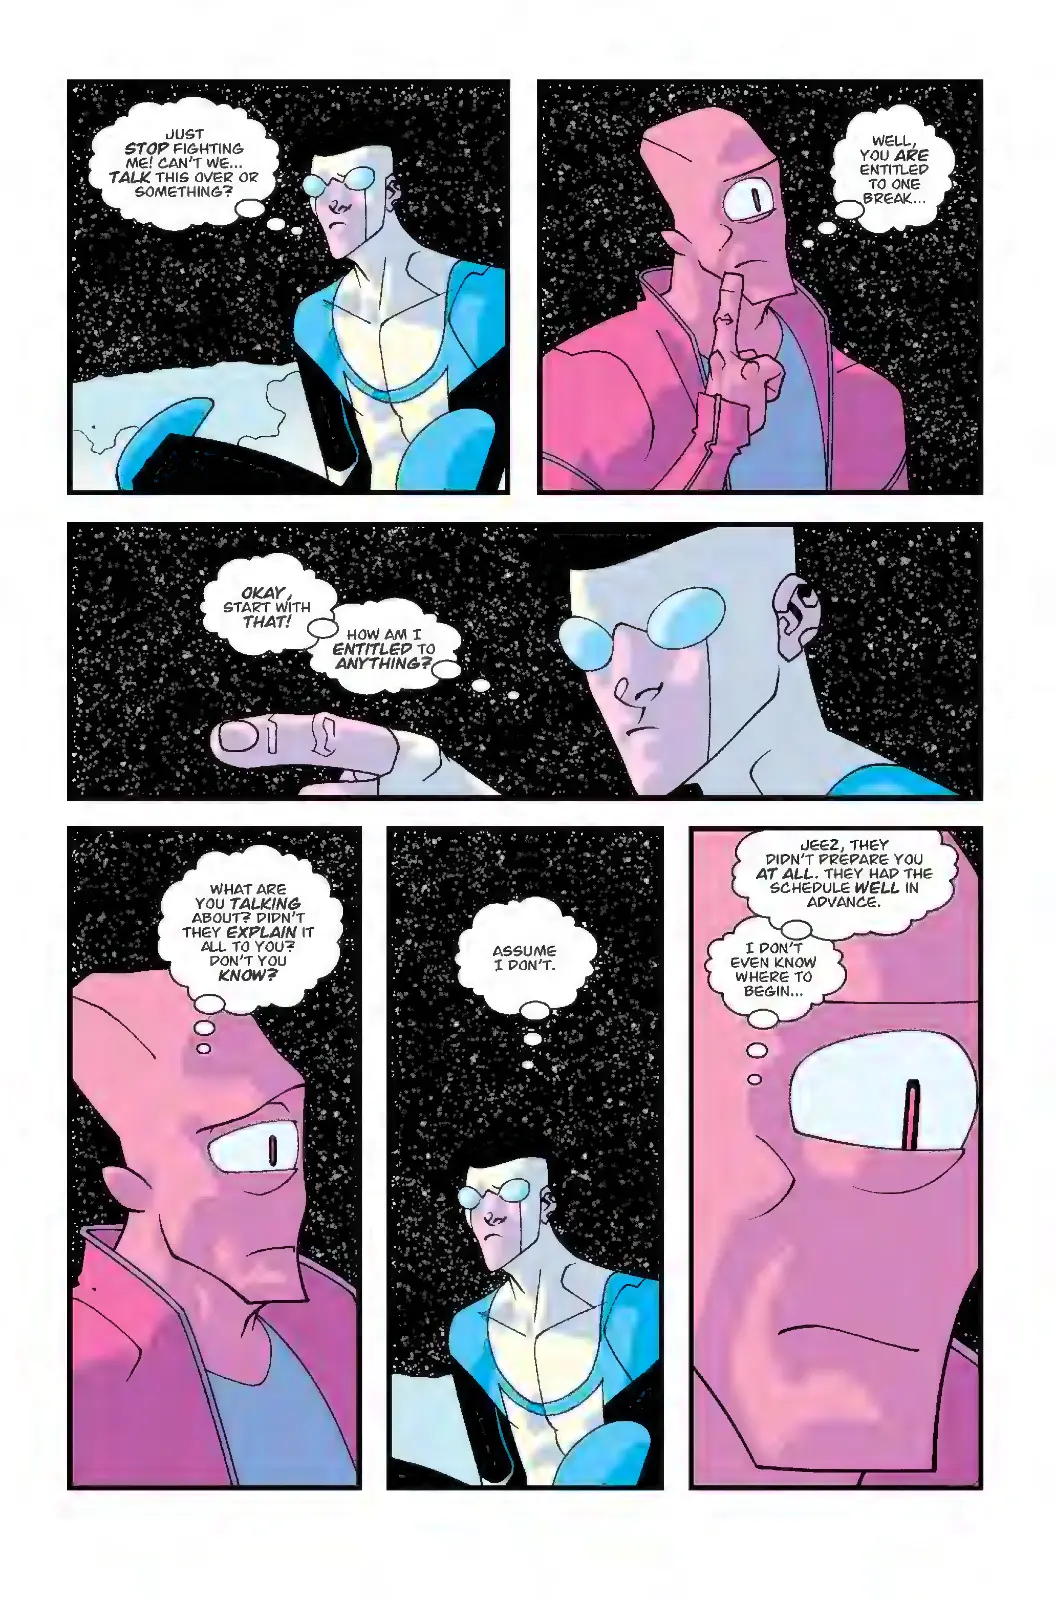 JUST
STOP FIGHTING
ME! CAN'T WE...
TALK THIS OVER OR
SOMETHING?
WELL,
YOU ARE
ENTITLED
TO ONE
BREAK...
OKAY,
START WITH
THAT!
HOW AM I
ENTITLED TO
ANYTHING?
WHAT ARE
YOU TALKING
ABOUT? DIDN'T
THEY EXPLAIN IT
ALL TO YOU?
DON'T YOU
KNOW?
ASSUME
I DON'T.
JEEZ, THEY
DIDN'T PREPARE YOU
AT ALL. THEY HAD THE
SCHEDULE WELL IN
ADVANCE.
I DON'T
EVEN KNOW
WHERE TO
BEGIN...